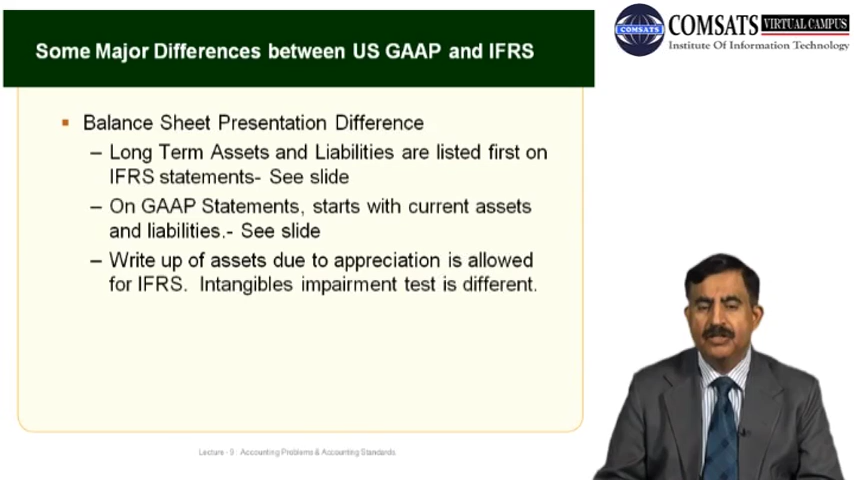 Some Major Differences between US GAAP and IFRS
COMSATS VIRTUAL CAMPUS
Institute Of Information Technology
COMSATS
▪ Balance Sheet Presentation Difference
– Long Term Assets and Liabilities are listed first on
IFRS statements- See slide
– On GAAP Statements, starts with current assets
and liabilities.- See slide
– Write up of assets due to appreciation is allowed
for IFRS. Intangibles impairment test is different.
Lecture - 9 : Accounting Problems & Accounting Standards